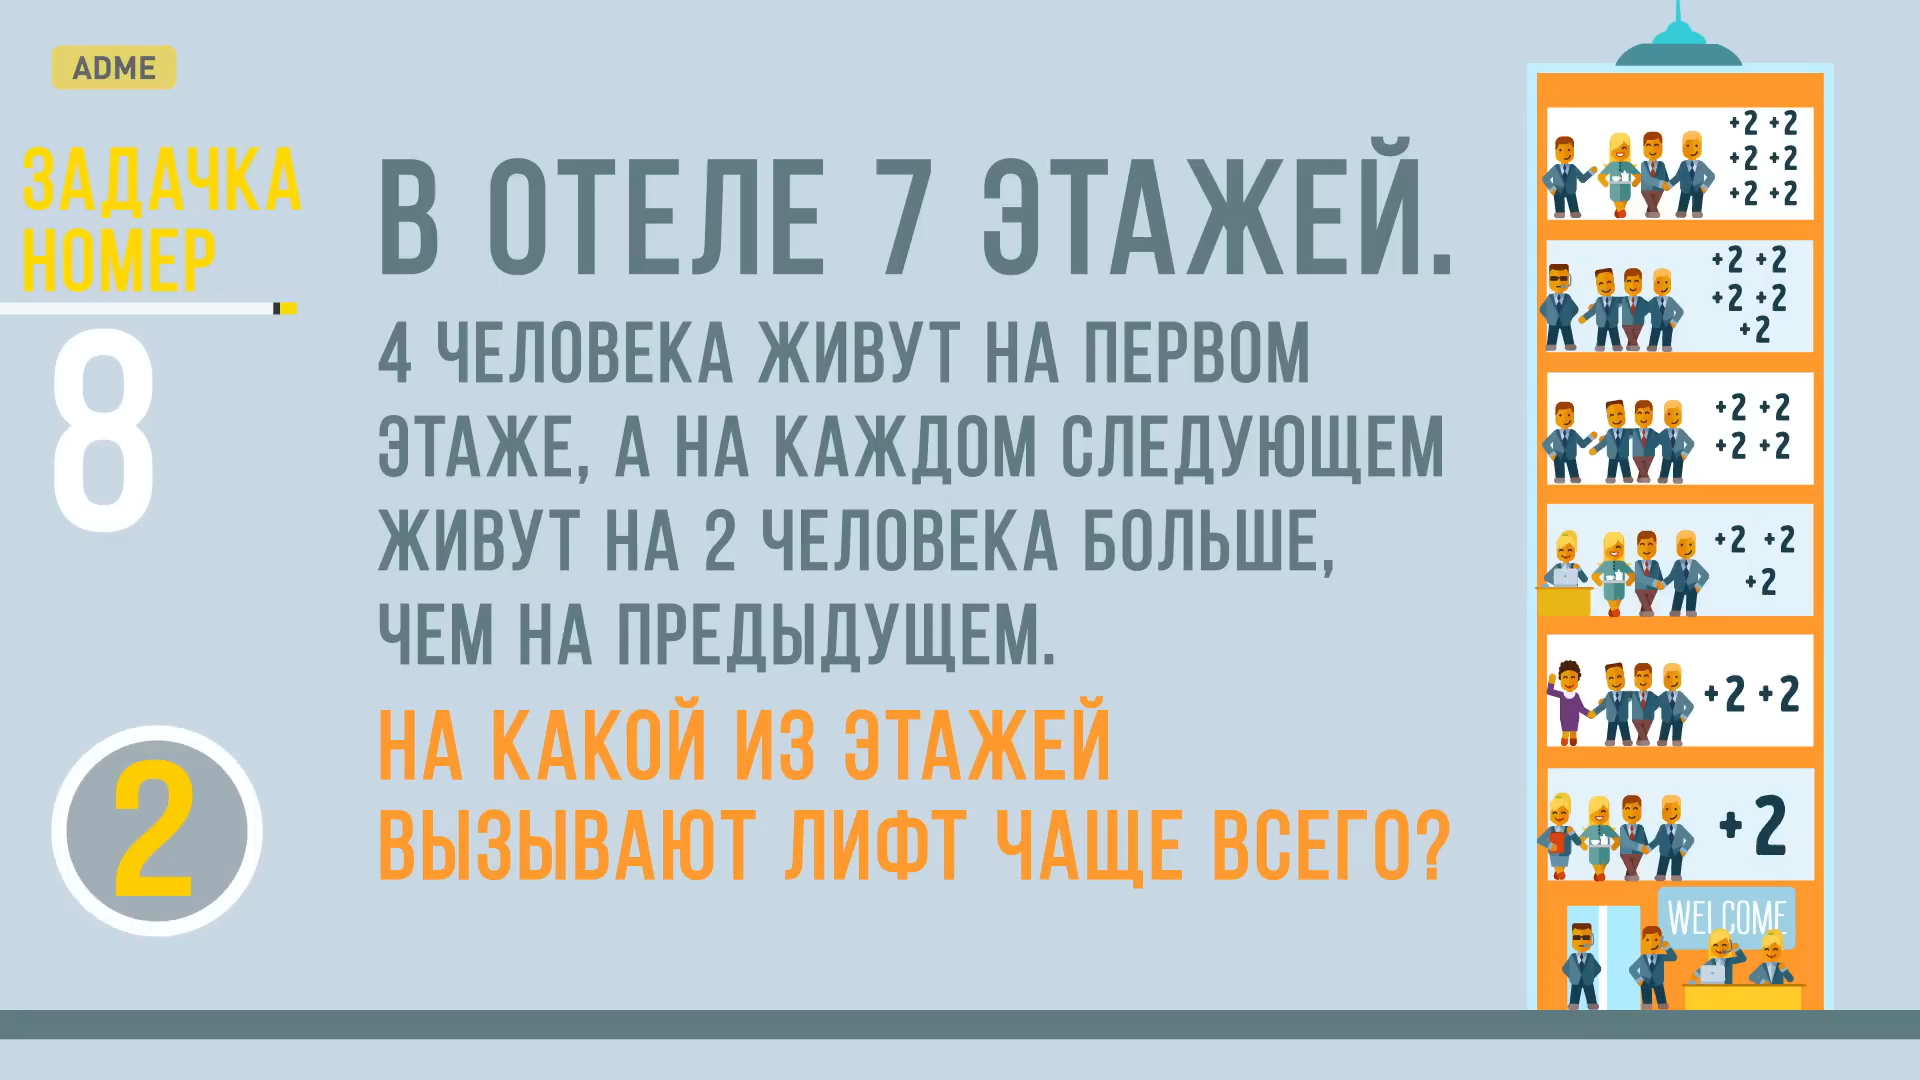 ADME
ЗАДАЧКА
НОМЕР
8
2
В ОТЕЛЕ 7 ЭТАЖЕЙ.
4 ЧЕЛОВЕКА ЖИВУТ НА ПЕРВОМ
ЭТАЖЕ, А НА КАЖДОМ СЛЕДУЮЩЕМ
ЖИВУТ НА 2 ЧЕЛОВЕКА БОЛЬШЕ,
ЧЕМ НА ПРЕДЫДУЩЕМ.
НА КАКОЙ ИЗ ЭТАЖЕЙ
ВЫЗЫВАЮТ ЛИФТ ЧАЩЕ ВСЕГО?
+2 +2
+2 +2
+2 +2
+2 +2
+2 +2
+2
+2 +2
+2 +2
+2 +2
+2
+2 +2
+2
WELCOME